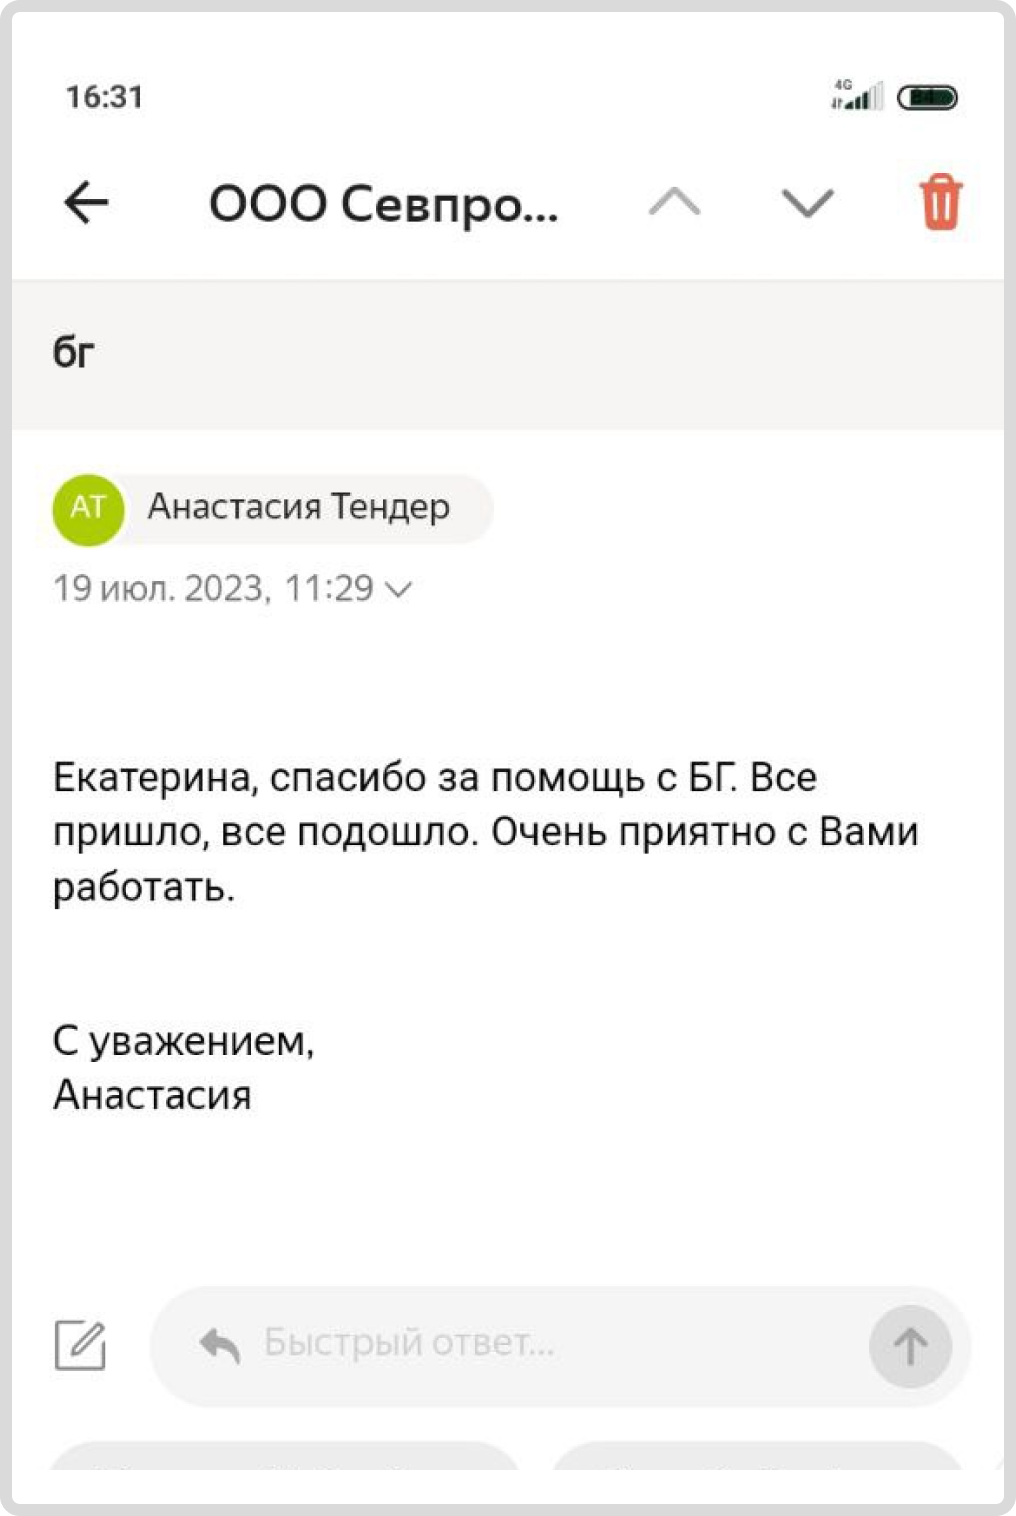 16:31
4G
84
ООО Севпро...
бг
АТ
Анастасия Тендер
19 июл. 2023, 11:29
Екатерина, спасибо за помощь с БГ. Все
пришло, все подошло. Очень приятно с Вами
работать.
С уважением,
Анастасия
Быстрый ответ...